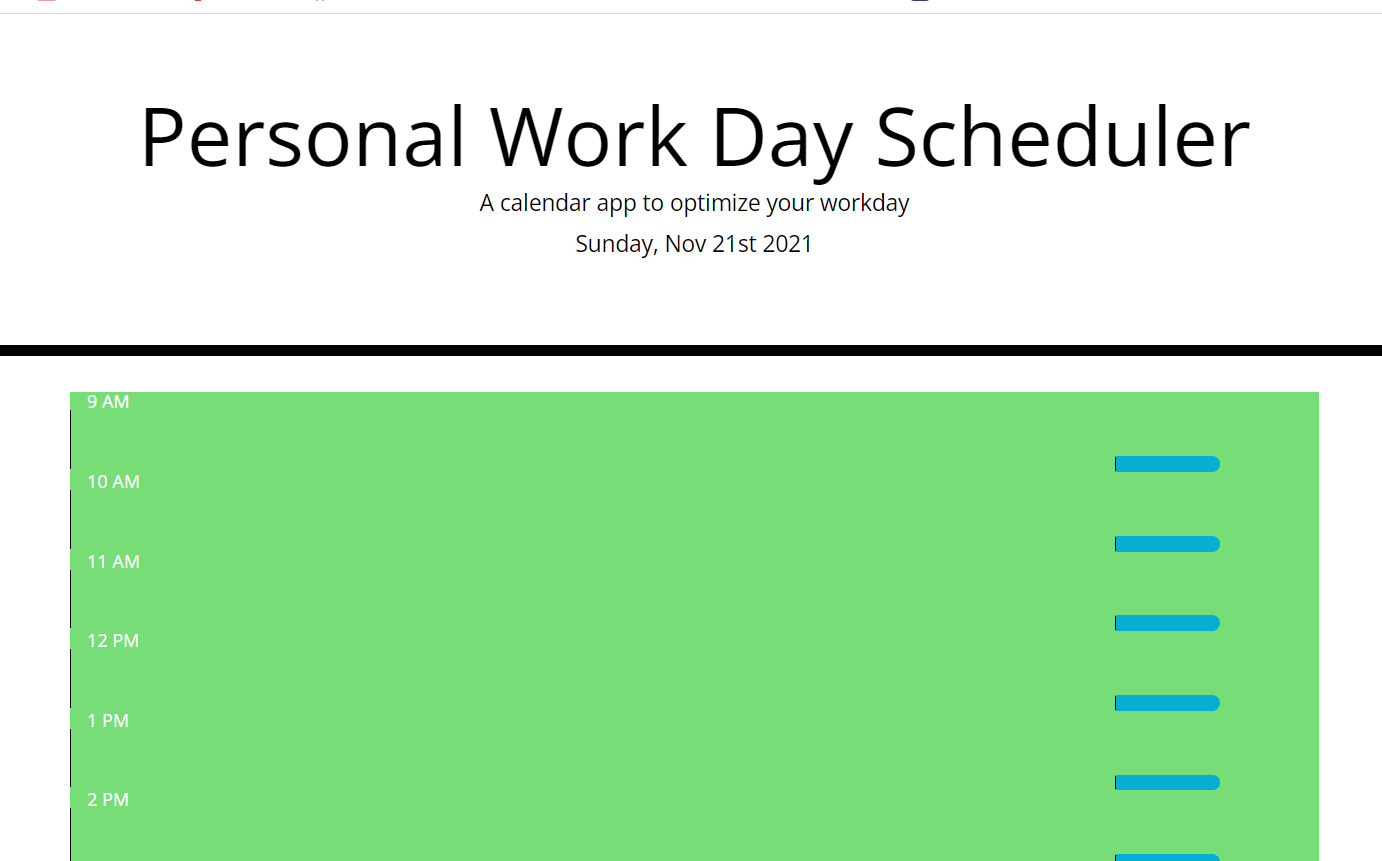 Personal Work Day Scheduler
A calendar app to optimize your workday
Sunday, Nov 21st 2021
9 AM
10 AM
11 AM
12 PM
1 PM
2 PM